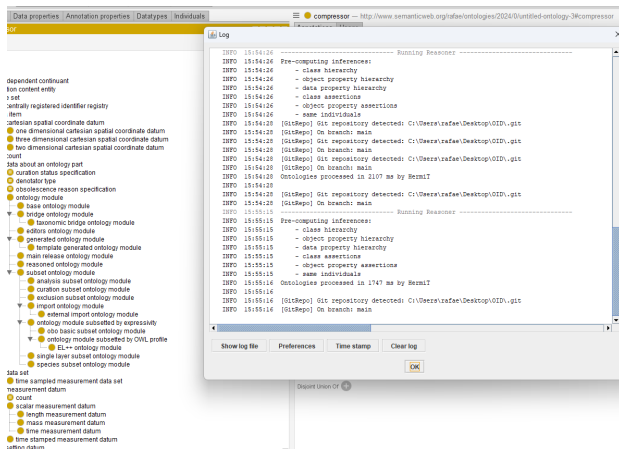 Data properties Annotation properties Datatypes Individuals
compressor — http://www.semanticweb.org/rafae/ontologies/2024/0/untitled-ontology-3#compressor
sor
Log
dependent continuant
tion content entity
e set
centrally registered identifier registry
item
cartesian spatial coordinate datum
one dimensional cartesian spatial coordinate datum
three dimensional cartesian spatial coordinate datum
two dimensional cartesian spatial coordinate datum
count
data about an ontology part
curation status specification
denotator type
obsolescence reason specification
ontology module
base ontology module
bridge ontology module
taxonomic bridge ontology module
editors ontology module
generated ontology module
template generated ontology module
main release ontology module
reasoned ontology module
subset ontology module
analysis subset ontology module
curation subset ontology module
exclusion subset ontology module
import ontology module
external import ontology module
ontology module subsetted by expressivity
obo basic subset ontology module
ontology module subsetted by OWL profile
EL++ ontology module
single layer subset ontology module
species subset ontology module
data set
time sampled measurement data set
measurement datum
count
scalar measurement datum
length measurement datum
mass measurement datum
time measurement datum
time stamped measurement datum
setting datum
INFO 15:54:26 ------------------------------- Running Reasoner -------------------------------
INFO 15:54:26 Pre-computing inferences:
INFO 15:54:26 - class hierarchy
INFO 15:54:26 - object property hierarchy
INFO 15:54:26 - data property hierarchy
INFO 15:54:26 - class assertions
INFO 15:54:26 - object property assertions
INFO 15:54:26 - same individuals
INFO 15:54:28 [GitRepo] Git repository detected: C:\Users\rafae\Desktop\OID\.git
INFO 15:54:28 [GitRepo] On branch: main
INFO 15:54:28 [GitRepo] Git repository detected: C:\Users\rafae\Desktop\OID\.git
INFO 15:54:28 [GitRepo] On branch: main
INFO 15:54:28 Ontologies processed in 2107 ms by HermiT
INFO 15:54:28
INFO 15:54:28 [GitRepo] Git repository detected: C:\Users\rafae\Desktop\OID\.git
INFO 15:54:28 [GitRepo] On branch: main
INFO 15:55:15 ------------------------------- Running Reasoner -------------------------------
INFO 15:55:15 Pre-computing inferences:
INFO 15:55:15 - class hierarchy
INFO 15:55:15 - object property hierarchy
INFO 15:55:15 - data property hierarchy
INFO 15:55:15 - class assertions
INFO 15:55:15 - object property assertions
INFO 15:55:15 - same individuals
INFO 15:55:16 Ontologies processed in 1747 ms by HermiT
INFO 15:55:16
INFO 15:55:16 [GitRepo] Git repository detected: C:\Users\rafae\Desktop\OID\.git
INFO 15:55:16 [GitRepo] On branch: main
Show log file Preferences Time stamp Clear log
OK
Disjoint Union Of